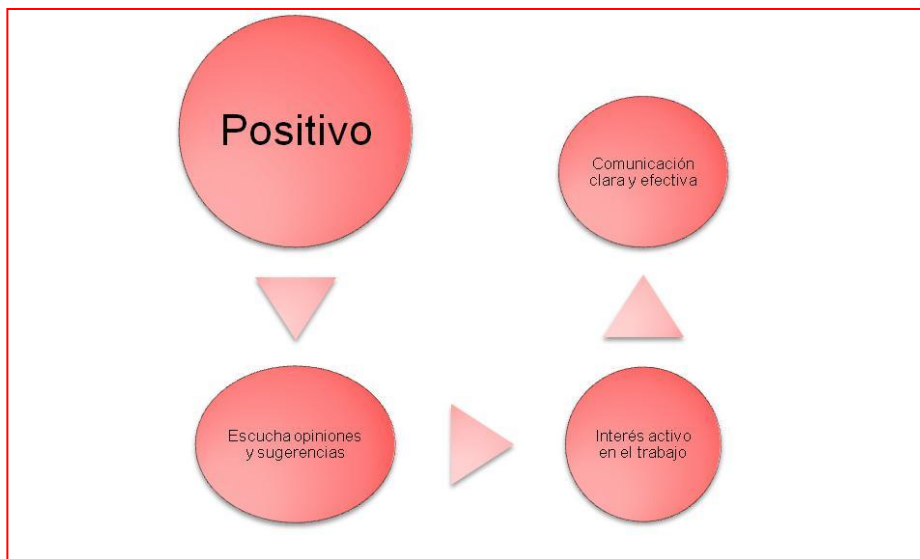 Positivo
Escucha opiniones
y sugerencias
Interés activo
en el trabajo
Comunicación
clara y efectiva